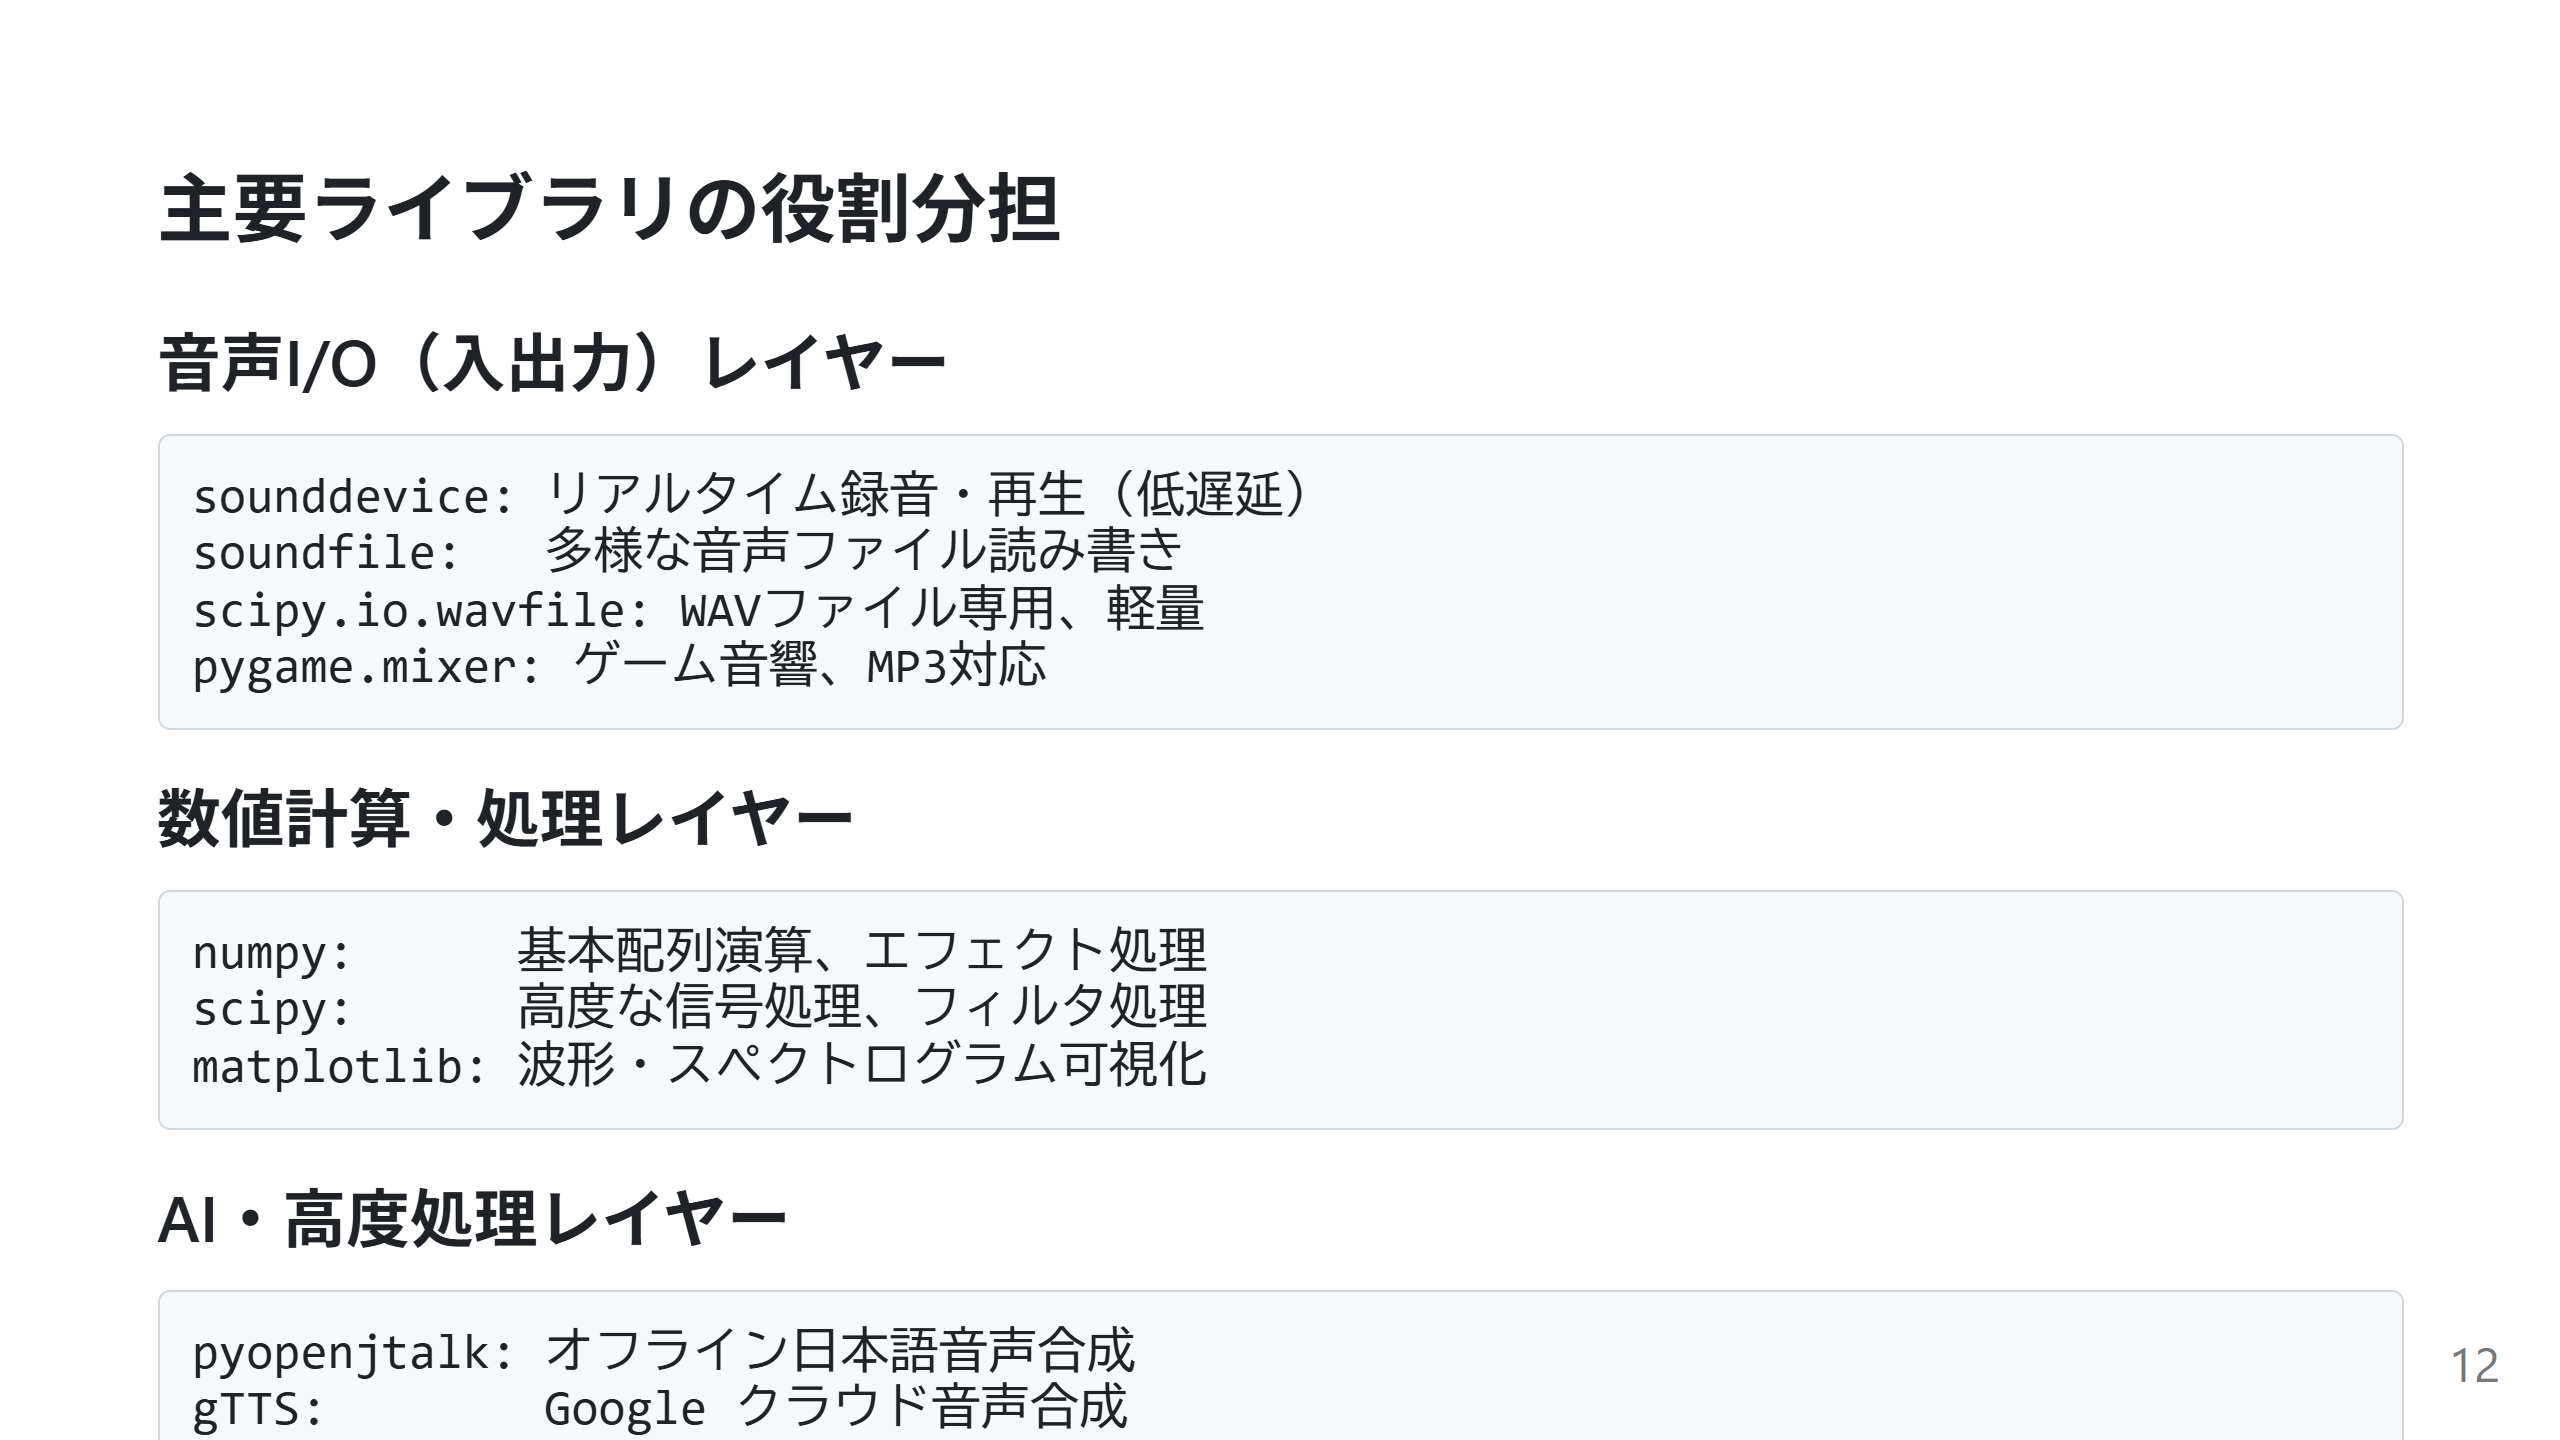 主要ライブラリの役割分担
音声I/O（入出力）レイヤー
sounddevice: リアルタイム録音・再生（低遅延）
soundfile:   多様な音声ファイル読み書き
scipy.io.wavfile: WAVファイル専用、軽量
pygame.mixer: ゲーム音響、MP3対応
数値計算・処理レイヤー
numpy:      基本配列演算、エフェクト処理
scipy:      高度な信号処理、フィルタ処理
matplotlib: 波形・スペクトログラム可視化
AI・高度処理レイヤー
pyopenjtalk: オフライン日本語音声合成
gTTS:        Google クラウド音声合成
12